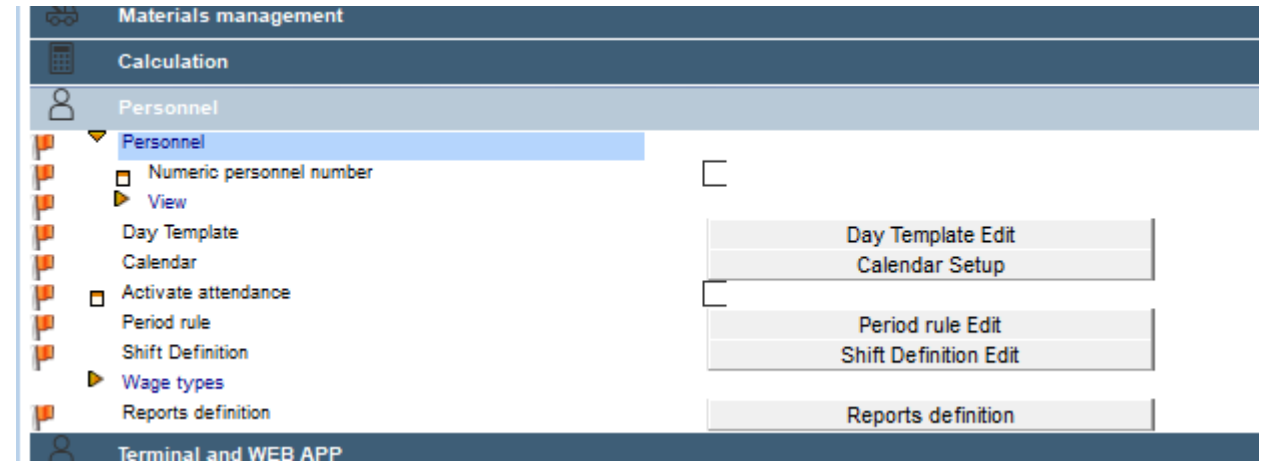 Materials management
Calculation
Personnel
Personnel
Numeric personnel number
View
Day Template Day Template Edit
Calendar Calendar Setup
Activate attendance
Period rule Period rule Edit
Shift Definition Shift Definition Edit
Wage types
Reports definition Reports definition
Terminal and WEB APP